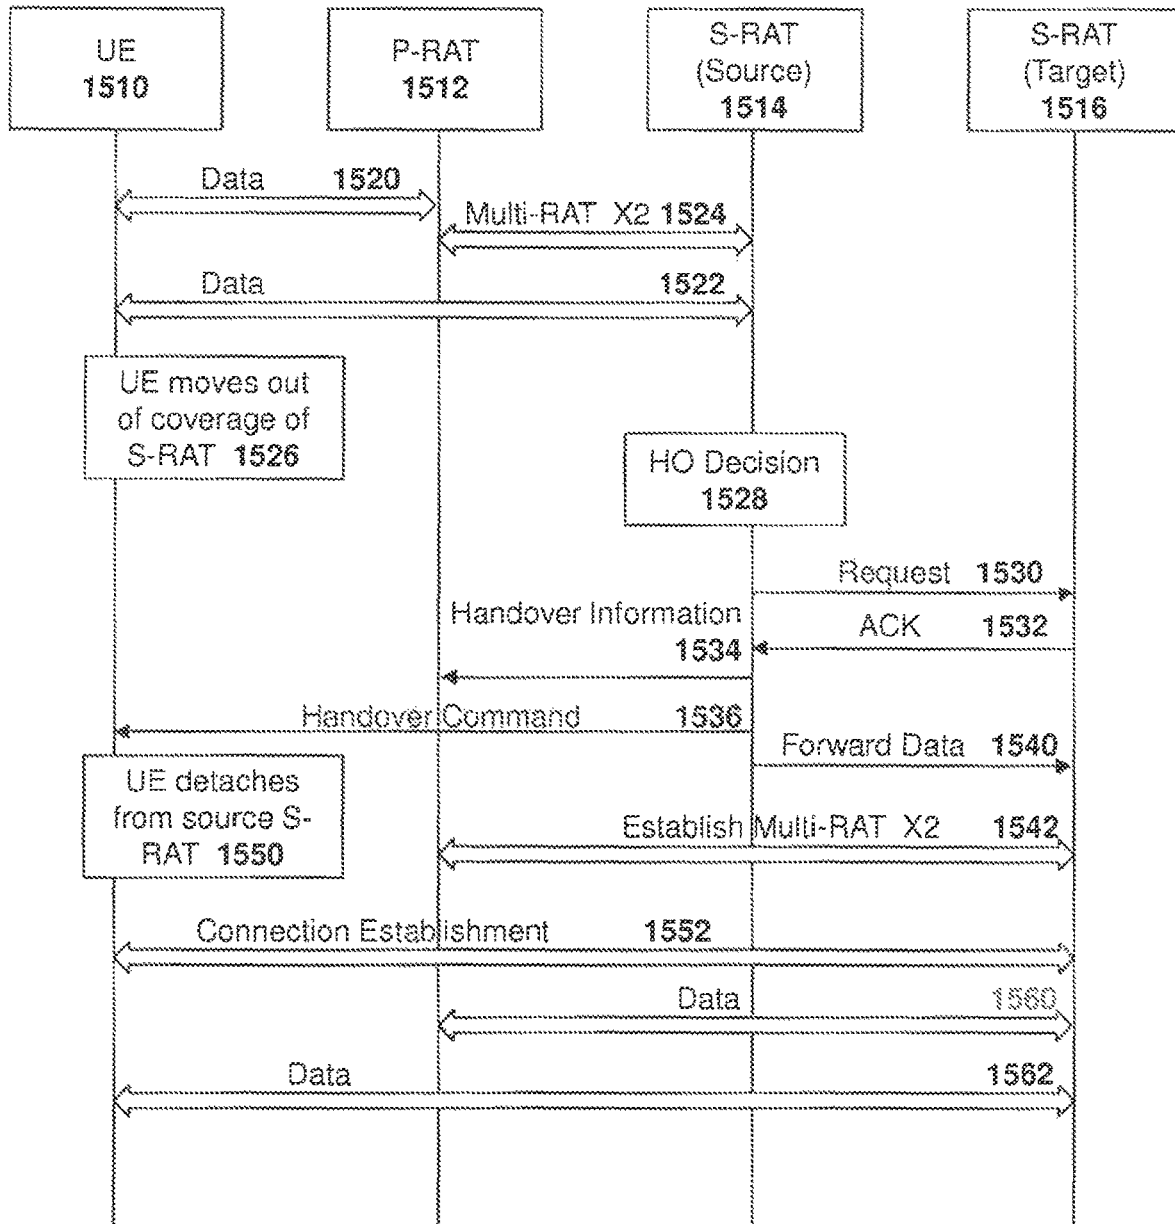 UE
1510
P-RAT
1512
S-RAT
(Source)
1514
S-RAT
(Target)
1516
Data 1520
Multi-RAT X2 1524
Data 1522
UE moves out
of coverage of
S-RAT 1526
HO Decision
1528
Request 1530
Handover Information
1534
ACK 1532
Handover Command 1536
Forward Data 1540
UE detaches
from source S-
RAT 1550
Establish Multi-RAT X2 1542
Connection Establishment 1552
Data 1560
Data 1562